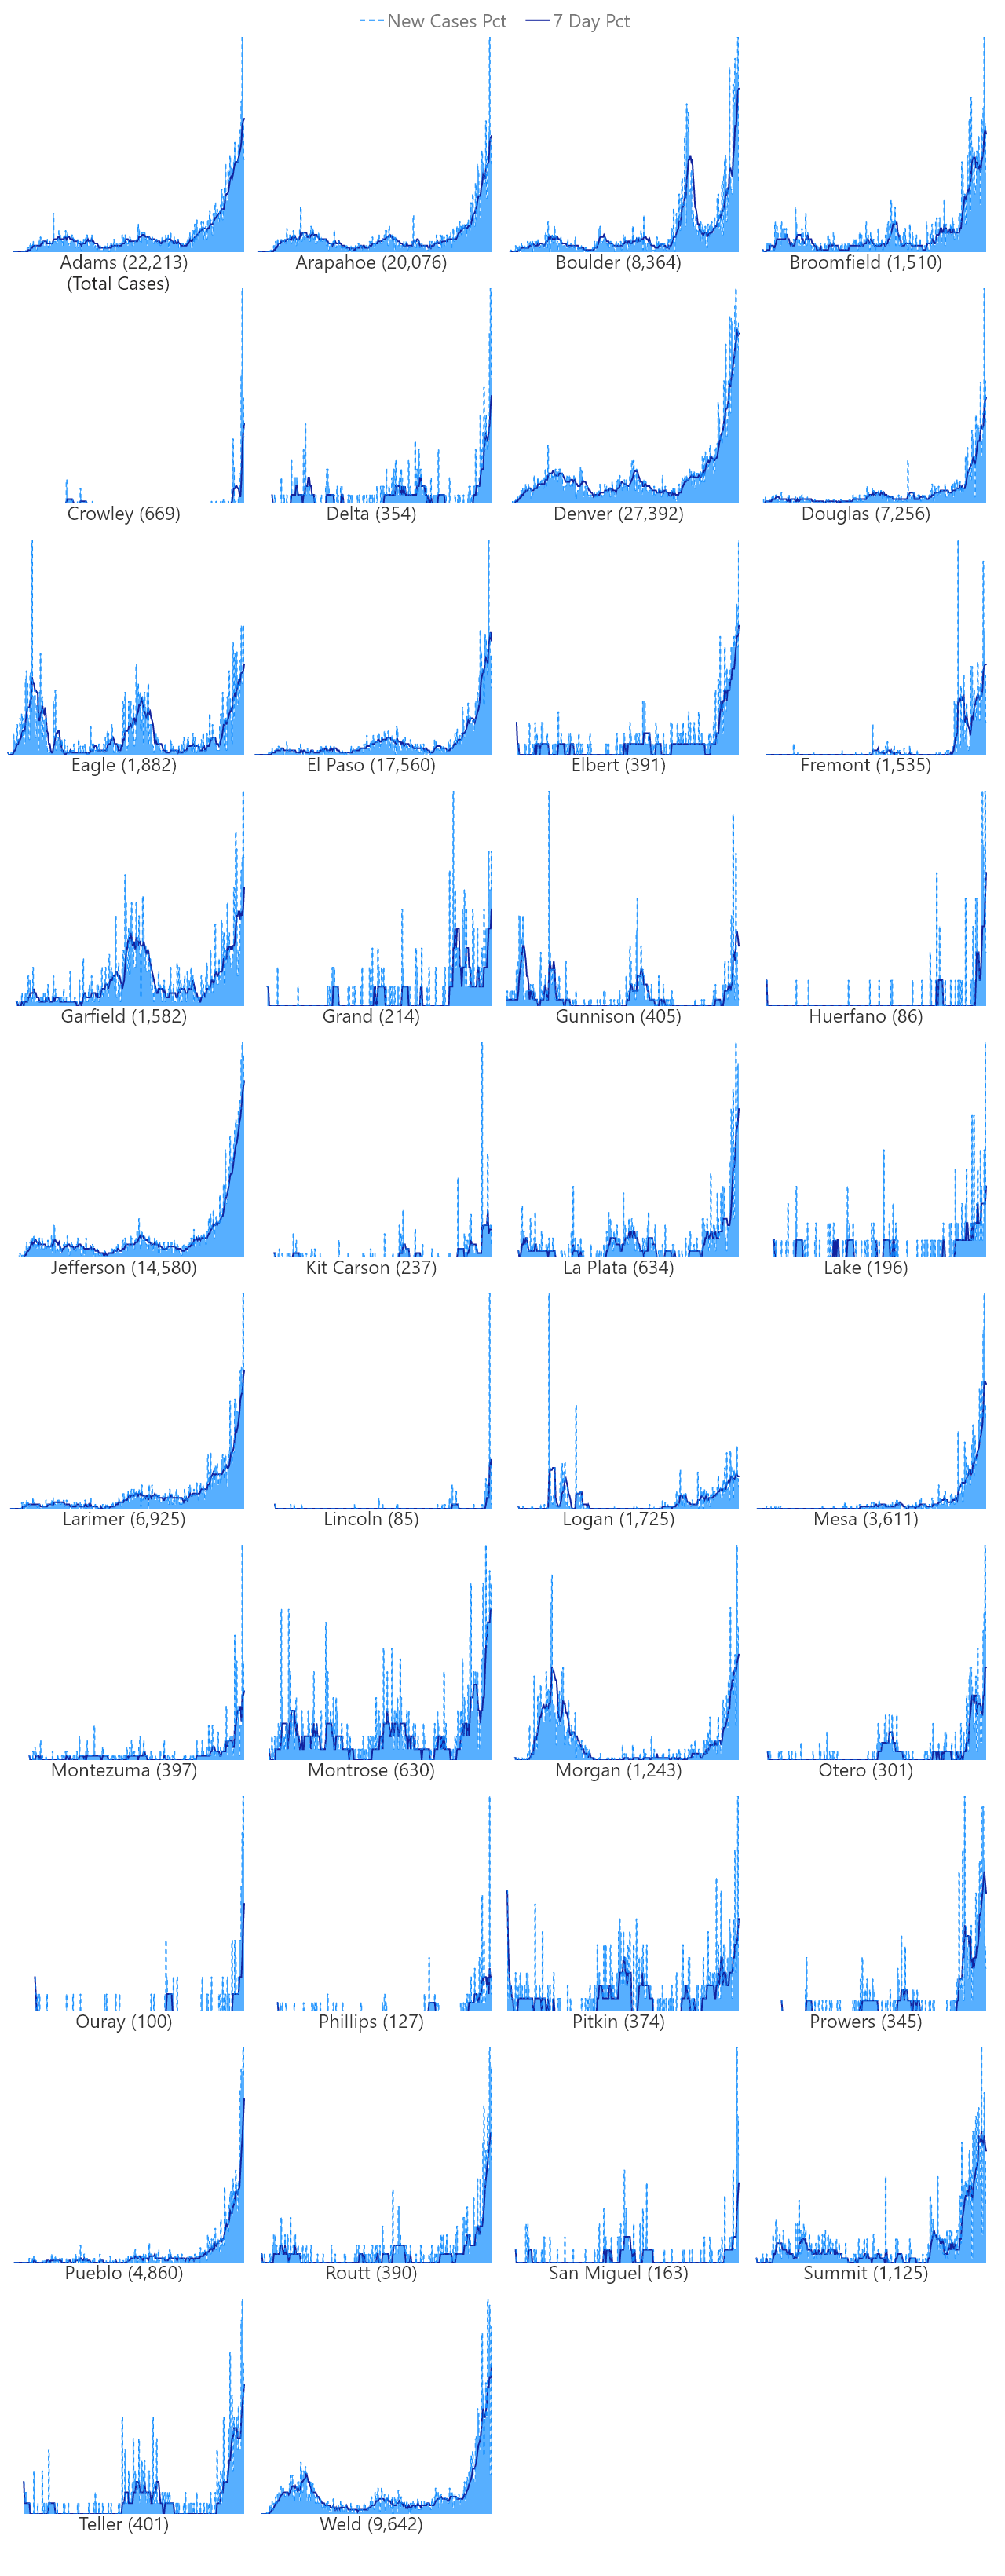 New Cases Pct 7 Day Pct
Adams (22,213) Arapahoe (20,076) Boulder (8,364) Broomfield (1,510)
(Total Cases)
Crowley (669) Delta (354) Denver (27,392) Douglas (7,256)
Eagle (1,882) El Paso (17,560) Elbert (391) Fremont (1,535)
Garfield (1,582) Grand (214) Gunnison (405) Huerfano (86)
Jefferson (14,580) Kit Carson (237) La Plata (634) Lake (196)
Larimer (6,925) Lincoln (85) Logan (1,725) Mesa (3,611)
Montezuma (397) Montrose (630) Morgan (1,243) Otero (301)
Ouray (100) Phillips (127) Pitkin (374) Prowers (345)
Pueblo (4,860) Routt (390) San Miguel (163) Summit (1,125)
Teller (401) Weld (9,642)